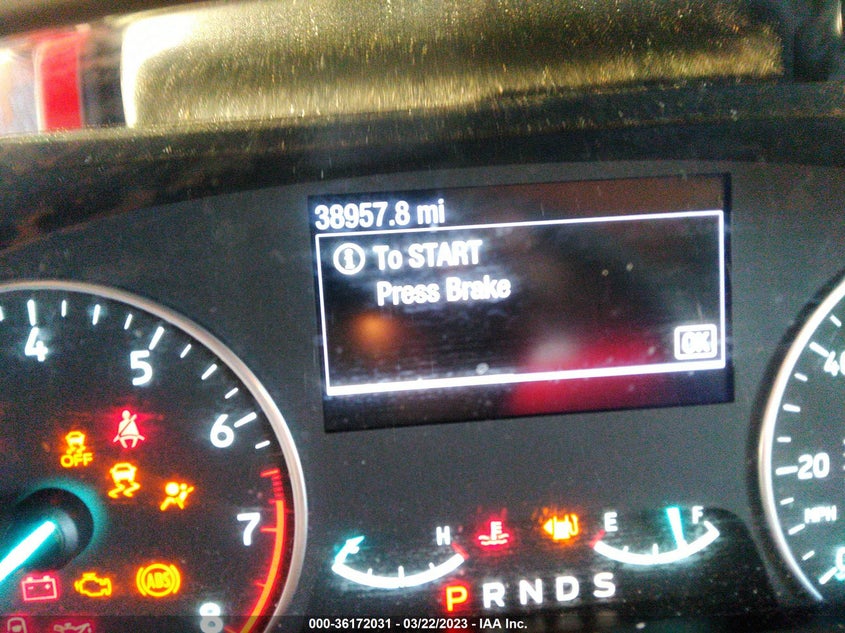 38957.8 mi
To START
Press Brake
OK
4
5
6
7
8
OFF
ABS
H
E
F
P R N D S
40
20
MPH
000-36172031 - 03/22/2023 - IAA Inc.